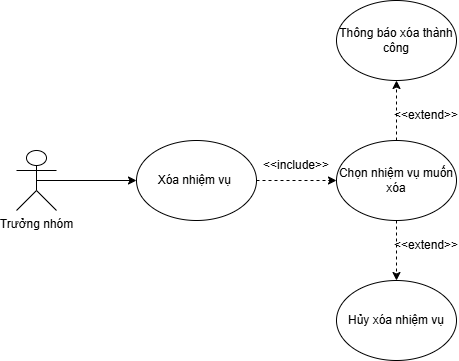 Thông báo xóa thành
công
<<extend>>
<<include>>
Xóa nhiệm vụ
Chọn nhiệm vụ muốn
xóa
Trưởng nhóm
<<extend>>
Hủy xóa nhiệm vụ